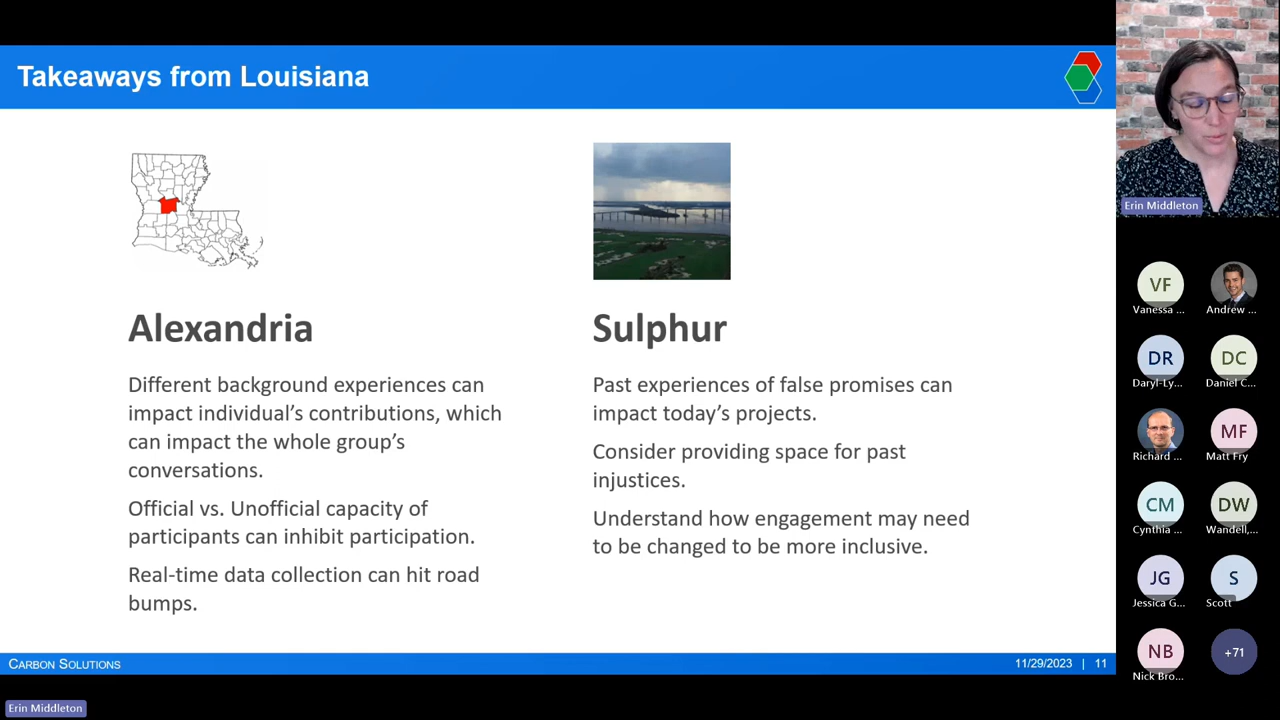 Takeaways from Louisiana
Alexandria
Different background experiences can
impact individual’s contributions, which
can impact the whole group’s
conversations.
Official vs. Unofficial capacity of
participants can inhibit participation.
Real-time data collection can hit road
bumps.
Sulphur
Past experiences of false promises can
impact today’s projects.
Consider providing space for past
injustices.
Understand how engagement may need
to be changed to be more inclusive.
CARBON SOLUTIONS
11/29/2023 | 11
Erin Middleton
Erin Middleton
VF
Vanessa ...
Andrew ...
DR
Daryl-Ly...
DC
Daniel C...
Richard ...
MF
Matt Fry
CM
Cynthia ...
DW
Wandell,...
JG
Jessica G...
S
Scott
NB
Nick Bro...
+71